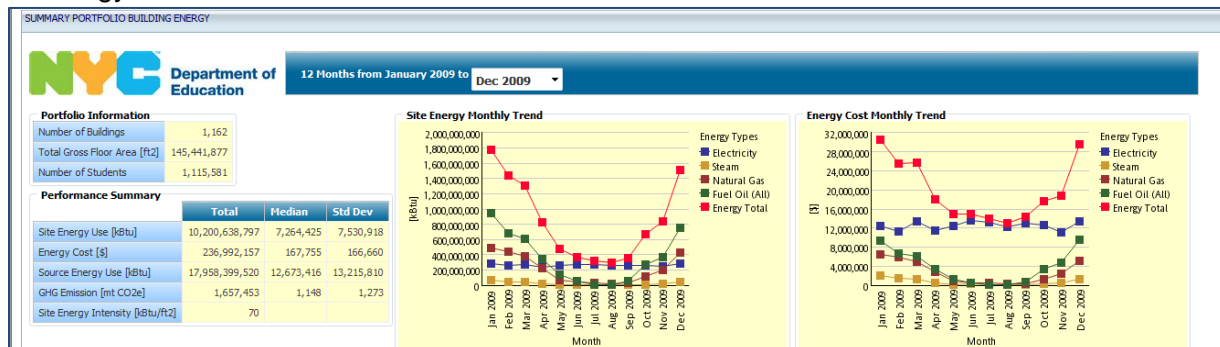 SUMMARY PORTFOLIO BUILDING ENERGY
NYC Department of
Education
12 Months from January 2009 to Dec 2009
Portfolio Information
Number of Buildings 1,162
Total Gross Floor Area [ft2] 145,441,877
Number of Students 1,115,581
Performance Summary
Total Median Std Dev
Site Energy Use [kBtu] 10,200,638,797 7,264,425 7,530,918
Energy Cost [$] 236,992,157 167,755 166,660
Source Energy Use [kBtu] 17,958,399,520 12,673,416 13,215,810
GHG Emission [mt CO2e] 1,657,453 1,148 1,273
Site Energy Intensity [kBtu/ft2] 70
Site Energy Monthly Trend
2,000,000,000
1,800,000,000
1,600,000,000
1,400,000,000
1,200,000,000
1,000,000,000
800,000,000
600,000,000
400,000,000
200,000,000
0
[kBtu]
Jan 2009
Feb 2009
Mar 2009
Apr 2009
May 2009
Jun 2009
Jul 2009
Aug 2009
Sep 2009
Oct 2009
Nov 2009
Dec 2009
Month
Energy Types
Electricity
Steam
Natural Gas
Fuel Oil (All)
Energy Total
Energy Cost Monthly Trend
32,000,000
28,000,000
24,000,000
20,000,000
16,000,000
12,000,000
8,000,000
4,000,000
0
[$]
Jan 2009
Feb 2009
Mar 2009
Apr 2009
May 2009
Jun 2009
Jul 2009
Aug 2009
Sep 2009
Oct 2009
Nov 2009
Dec 2009
Month
Energy Types
Electricity
Steam
Natural Gas
Fuel Oil (All)
Energy Total